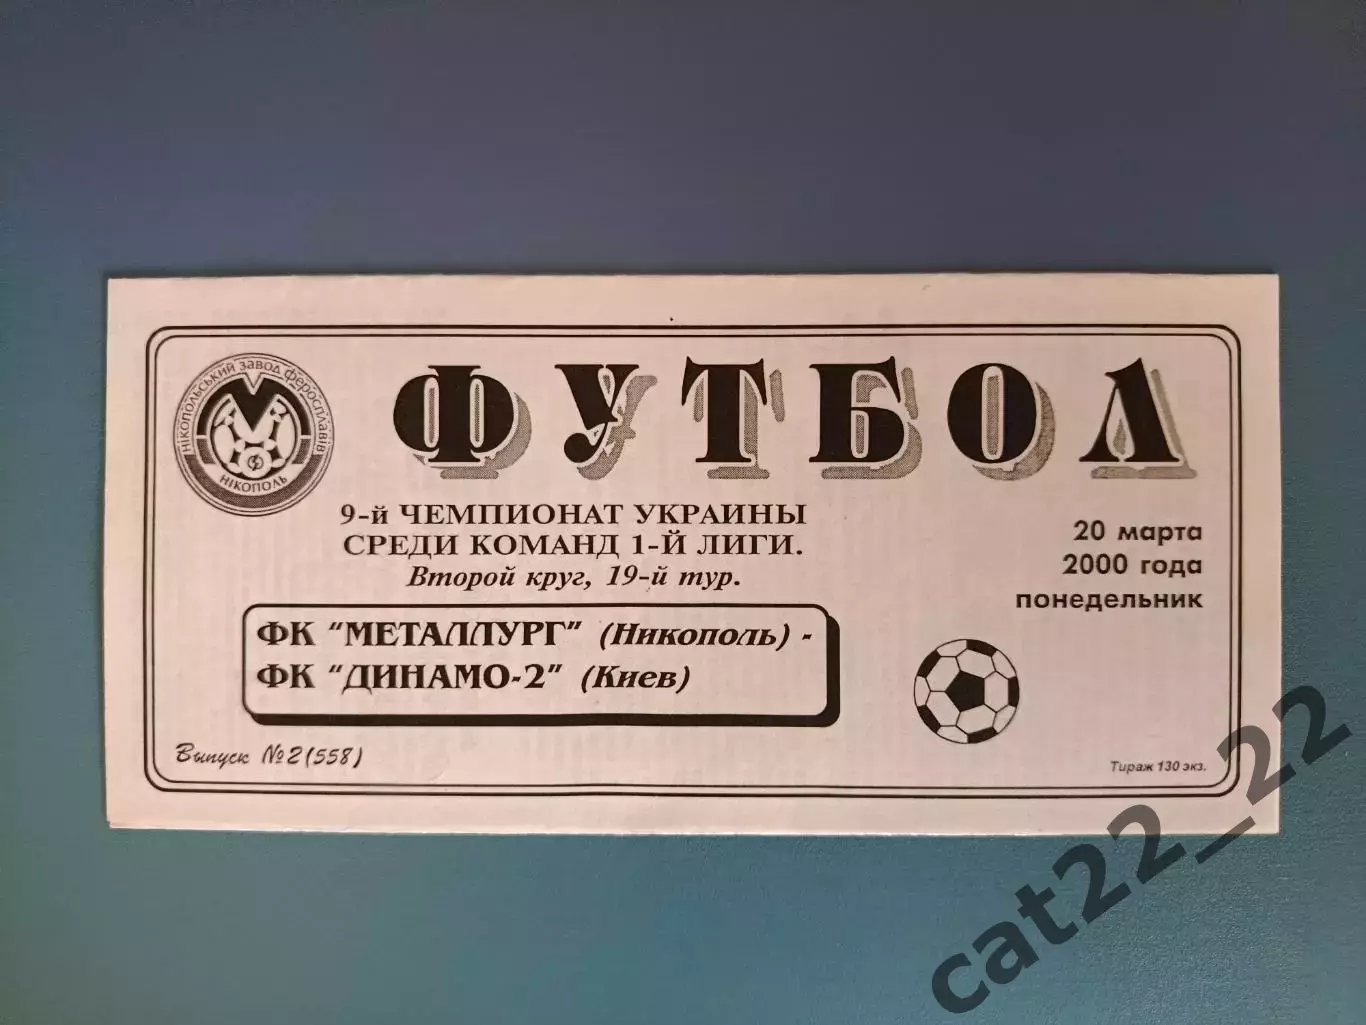 ФУТБОЛ
НІКОПОЛЬСЬКИЙ ЗАВОД ФЕРОСПЛАВІВ
НІКОПОЛЬ
9-й ЧЕМПИОНАТ УКРАИНЫ
СРЕДИ КОМАНД 1-Й ЛИГИ.
Второй круг, 19-й тур.
20 марта
2000 года
понедельник
ФК "МЕТАЛЛУРГ" (Никополь) -
ФК "ДИНАМО-2" (Киев)
Выпуск №2(558)
Тираж 130 экз.
cat22_22